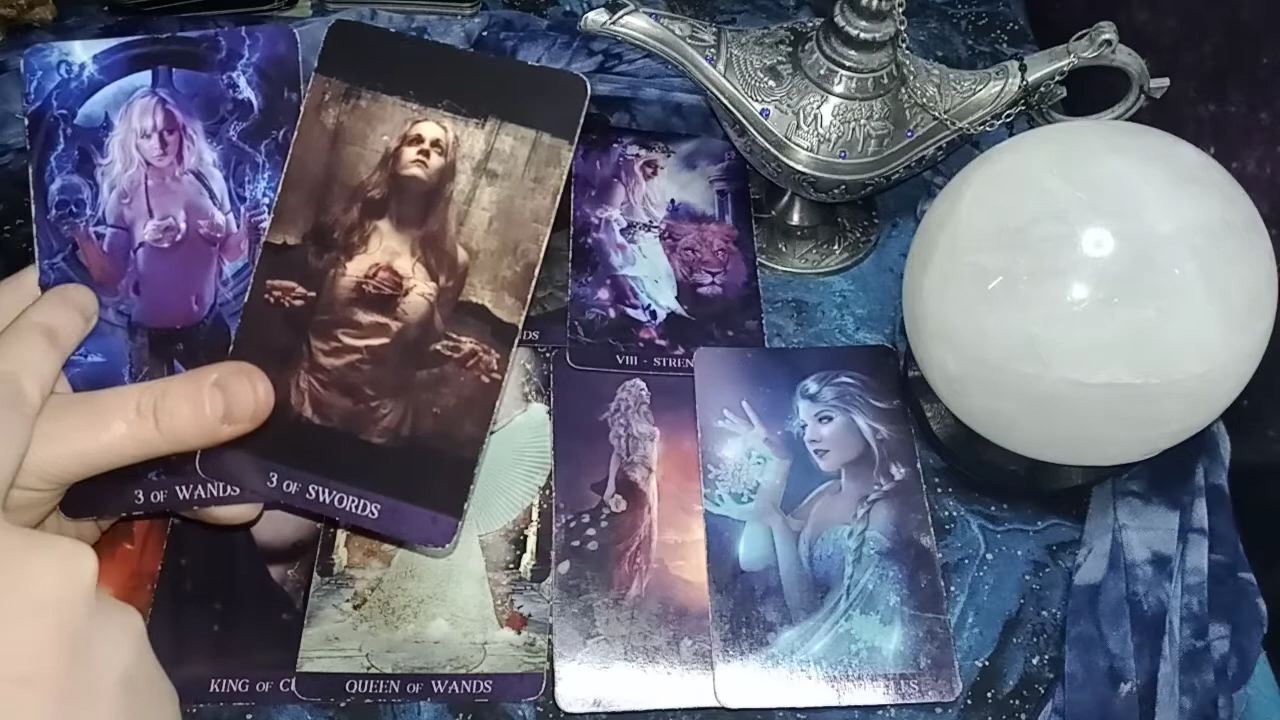 3 OF WANDS
3 OF SWORDS
VIII - STREN
KING OF CU
QUEEN OF WANDS